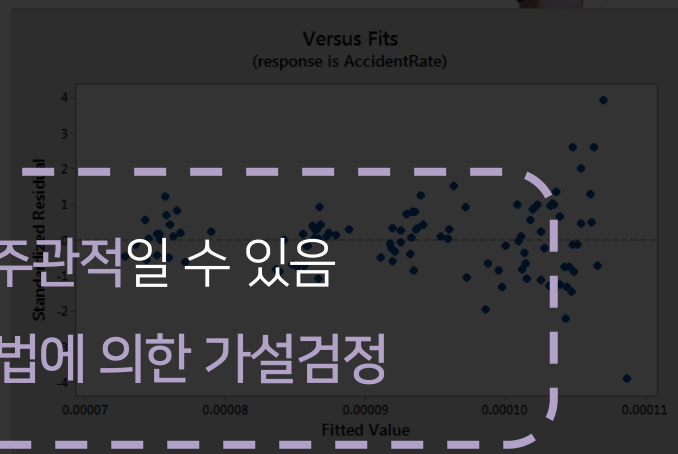 Versus Fits
(response is AccidentRate)
Standardized Residual
4
3
2
1
주관적일 수 있음
-1
-2
법에 의한 가설검정
-4
0.00007
0.00008
0.00009
0.00010
0.00011
Fitted Value